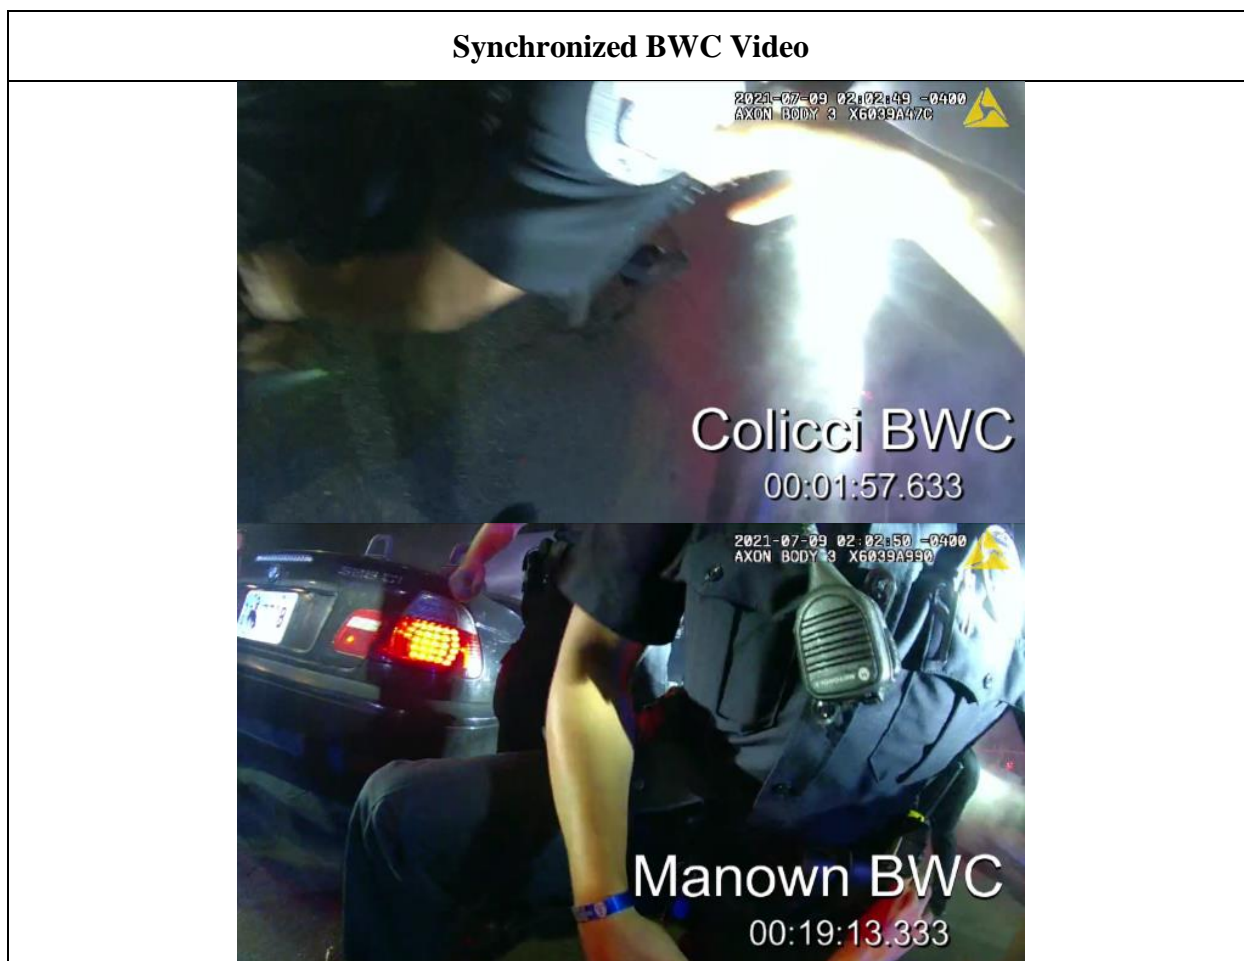 Synchronized BWC Video
2021-07-09 02:02:49 -0400
AXON BODY 3 X6039A47C
Colicci BWC
00:01:57.633
2021-07-09 02:02:50 -0400
AXON BODY 3 X6039A990
Manown BWC
00:19:13.333